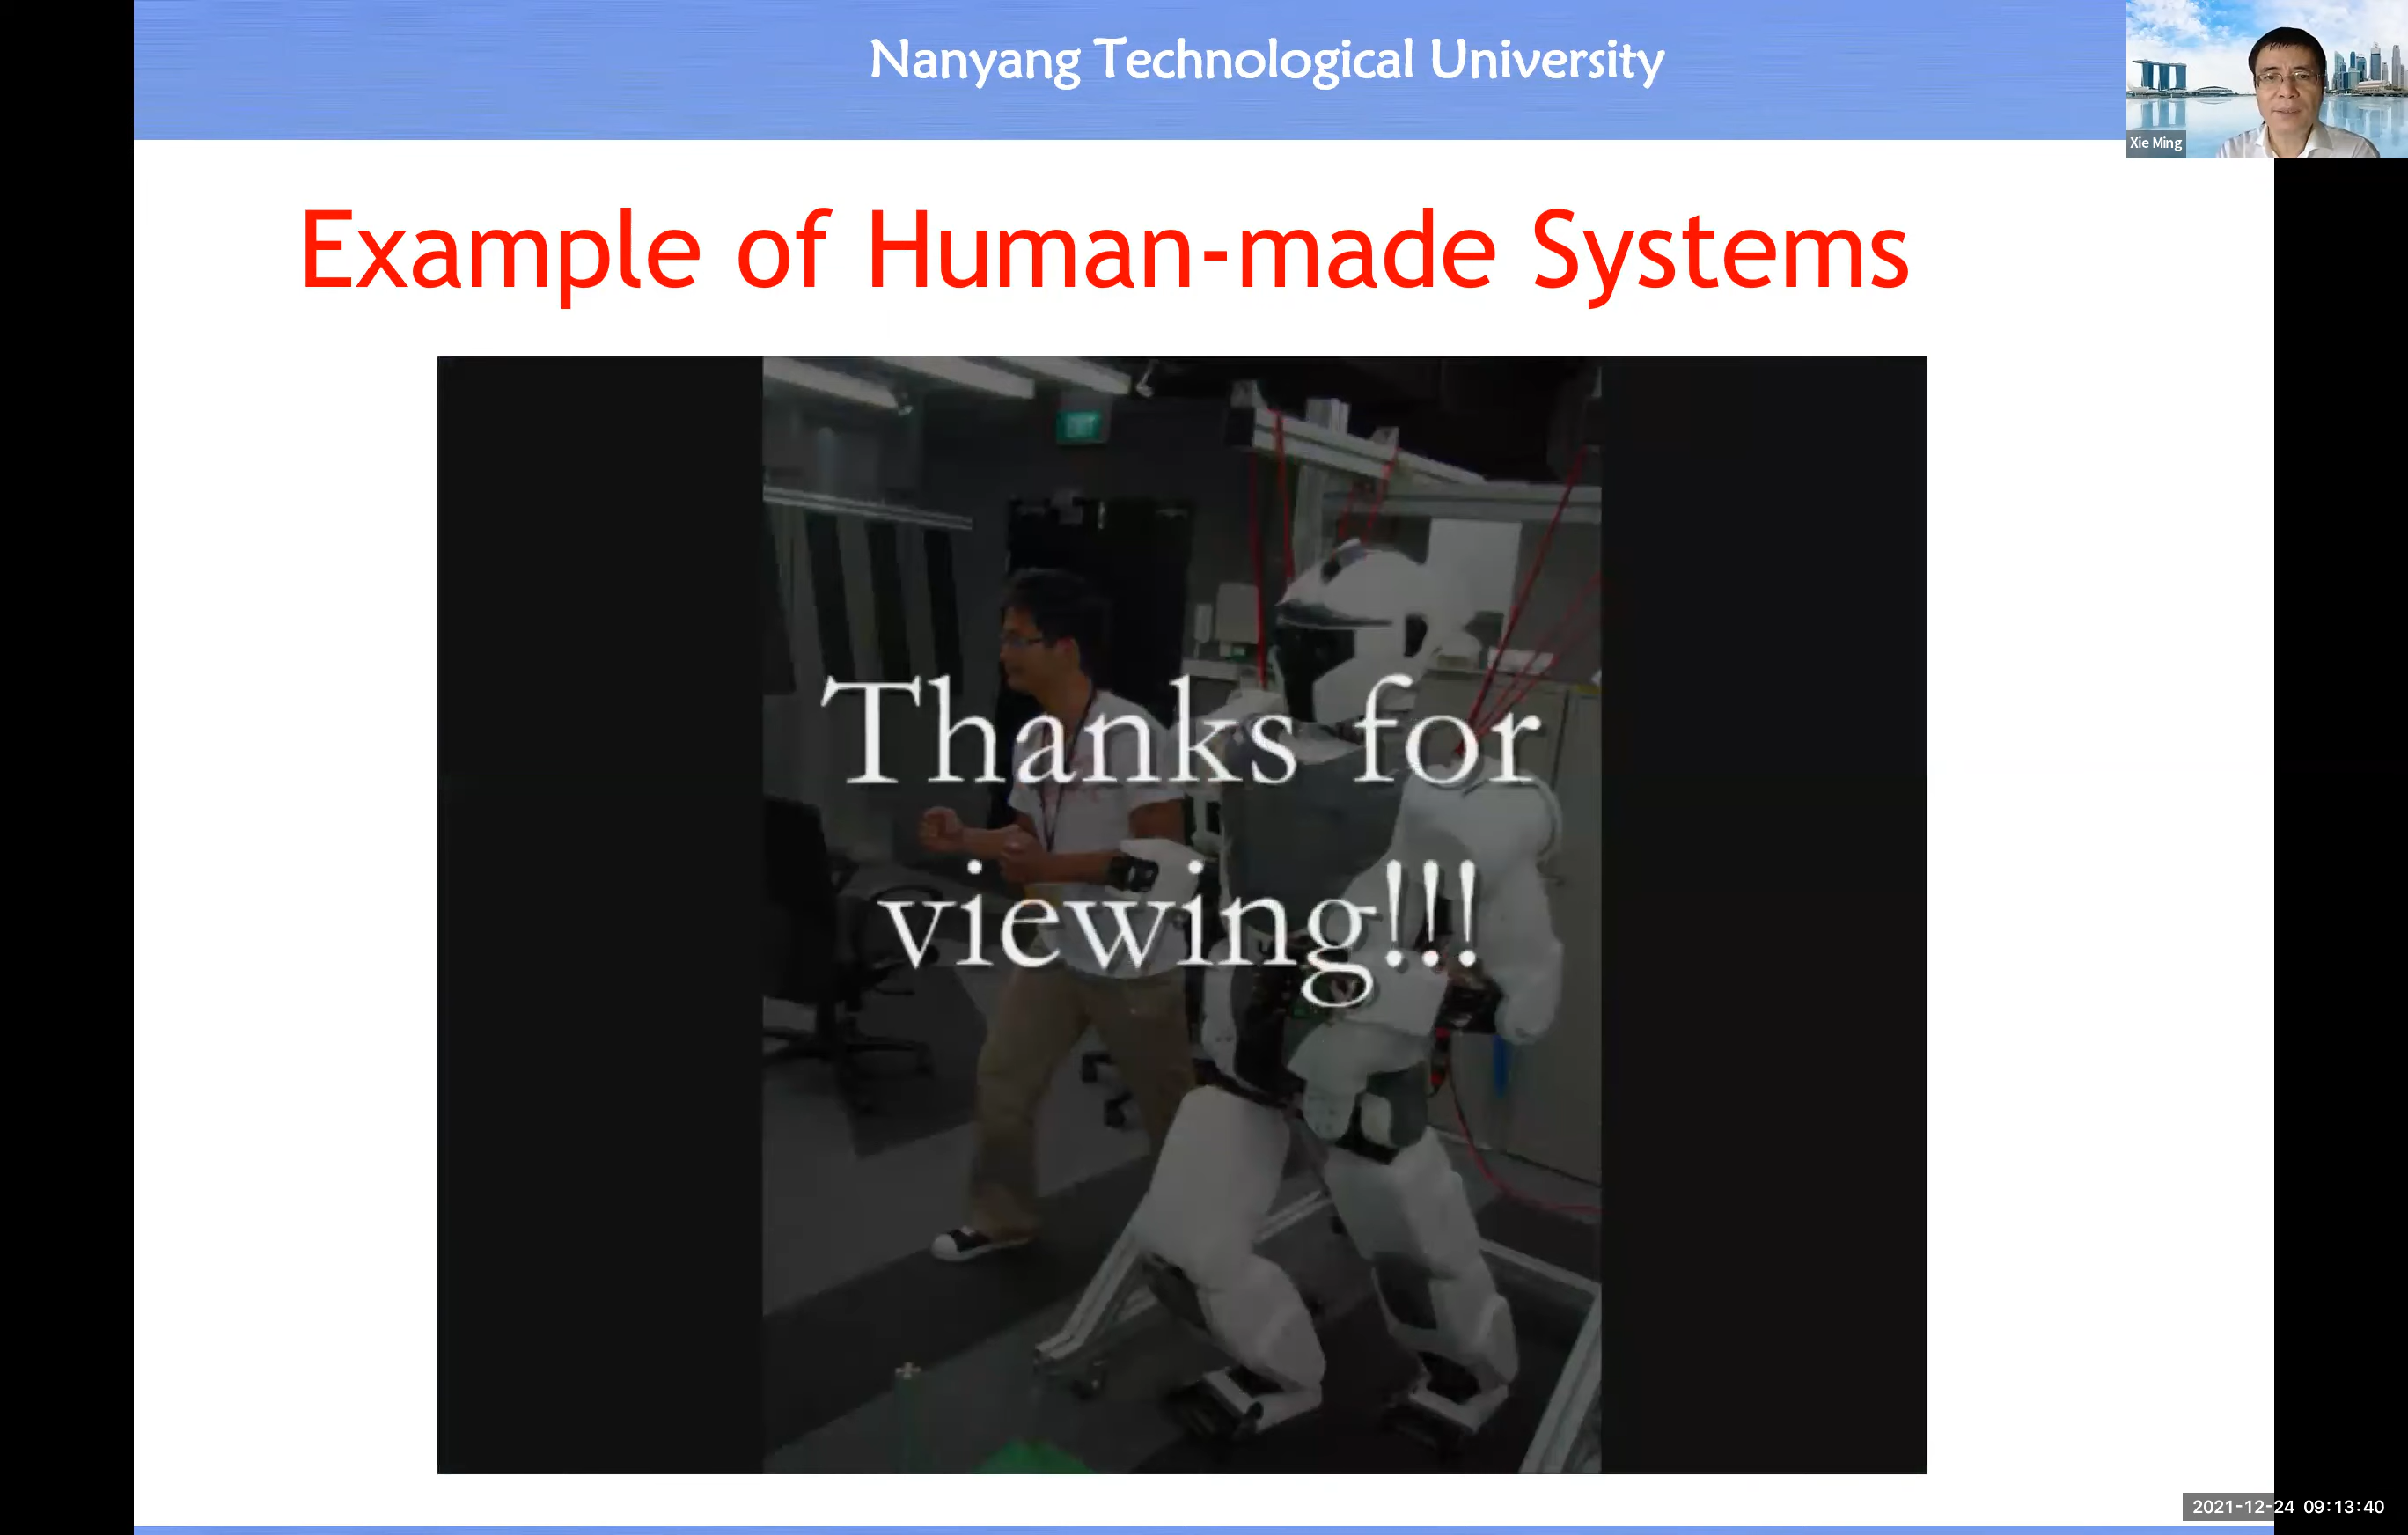 Nanyang Technological University
Xie Ming
Example of Human-made Systems
EXIT
Thanks for
viewing!!!
2021-12-24 09:13:40